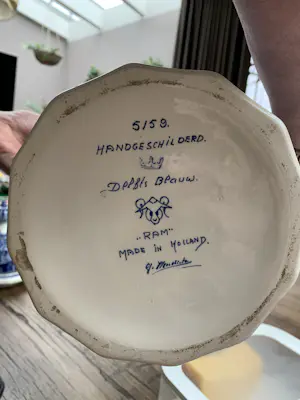 5159.
HANDGESCHILDERD.
Delfts Blauw.
„RAM"
MADE IN HOLLAND.